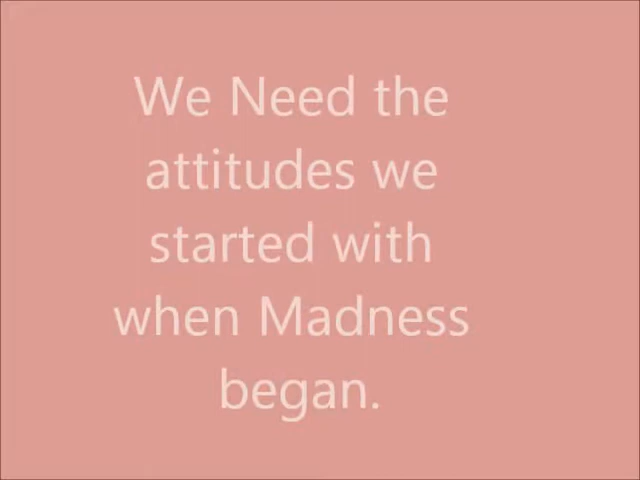 We Need the
attitudes we
started with
when Madness
began.